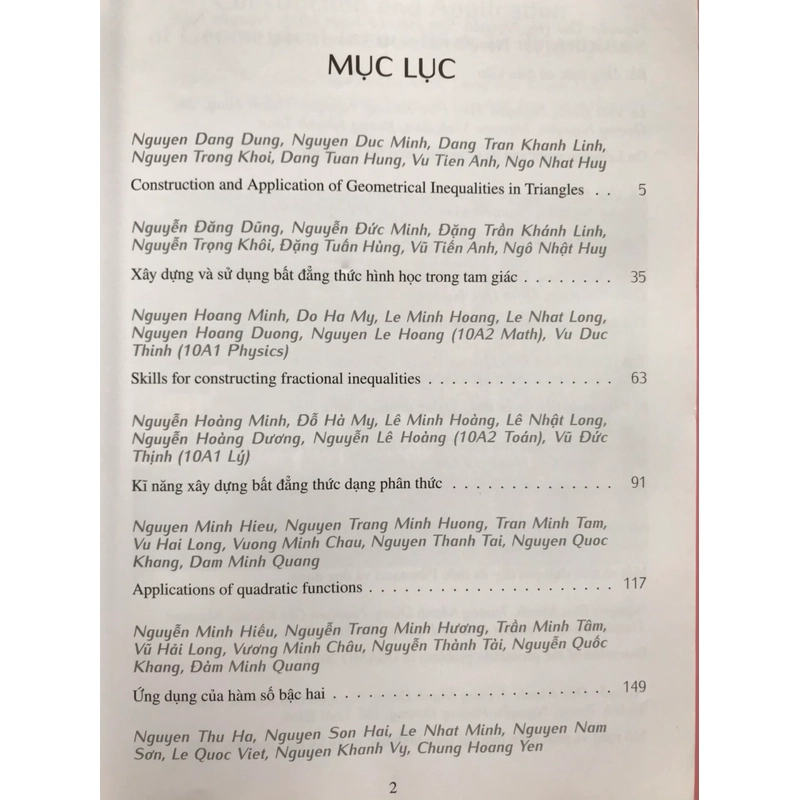 MỤC LỤC
Nguyen Dang Dung, Nguyen Duc Minh, Dang Tran Khanh Linh,
Nguyen Trong Khoi, Dang Tuan Hung, Vu Tien Anh, Ngo Nhat Huy
Construction and Application of Geometrical Inequalities in Triangles . . 5
Nguyễn Đăng Dũng, Nguyễn Đức Minh, Đặng Trần Khánh Linh,
Nguyễn Trọng Khôi, Đặng Tuấn Hùng, Vũ Tiến Anh, Ngô Nhật Huy
Xây dựng và sử dụng bất đẳng thức hình học trong tam giác . . . . . . . . 35
Nguyen Hoang Minh, Do Ha My, Le Minh Hoang, Le Nhat Long,
Nguyen Hoang Duong, Nguyen Le Hoang (10A2 Math), Vu Duc
Thinh (10A1 Physics)
Skills for constructing fractional inequalities . . . . . . . . . . . . . . . . 63
Nguyễn Hoàng Minh, Đỗ Hà My, Lê Minh Hoàng, Lê Nhật Long,
Nguyễn Hoàng Dương, Nguyễn Lê Hoàng (10A2 Toán), Vũ Đức
Thịnh (10A1 Lý)
Kĩ năng xây dựng bất đẳng thức dạng phân thức . . . . . . . . . . . . . . 91
Nguyen Minh Hieu, Nguyen Trang Minh Huong, Tran Minh Tam,
Vu Hai Long, Vuong Minh Chau, Nguyen Thanh Tai, Nguyen Quoc
Khang, Dam Minh Quang
Applications of quadratic functions . . . . . . . . . . . . . . . . . . . . . 117
Nguyễn Minh Hiếu, Nguyễn Trang Minh Hương, Trần Minh Tâm,
Vũ Hải Long, Vương Minh Châu, Nguyễn Thành Tài, Nguyễn Quốc
Khang, Đàm Minh Quang
Ứng dụng của hàm số bậc hai . . . . . . . . . . . . . . . . . . . . . . . . 149
Nguyen Thu Ha, Nguyen Son Hai, Le Nhat Minh, Nguyen Nam
Sơn, Le Quoc Viet, Nguyen Khanh Vy, Chung Hoang Yen
2